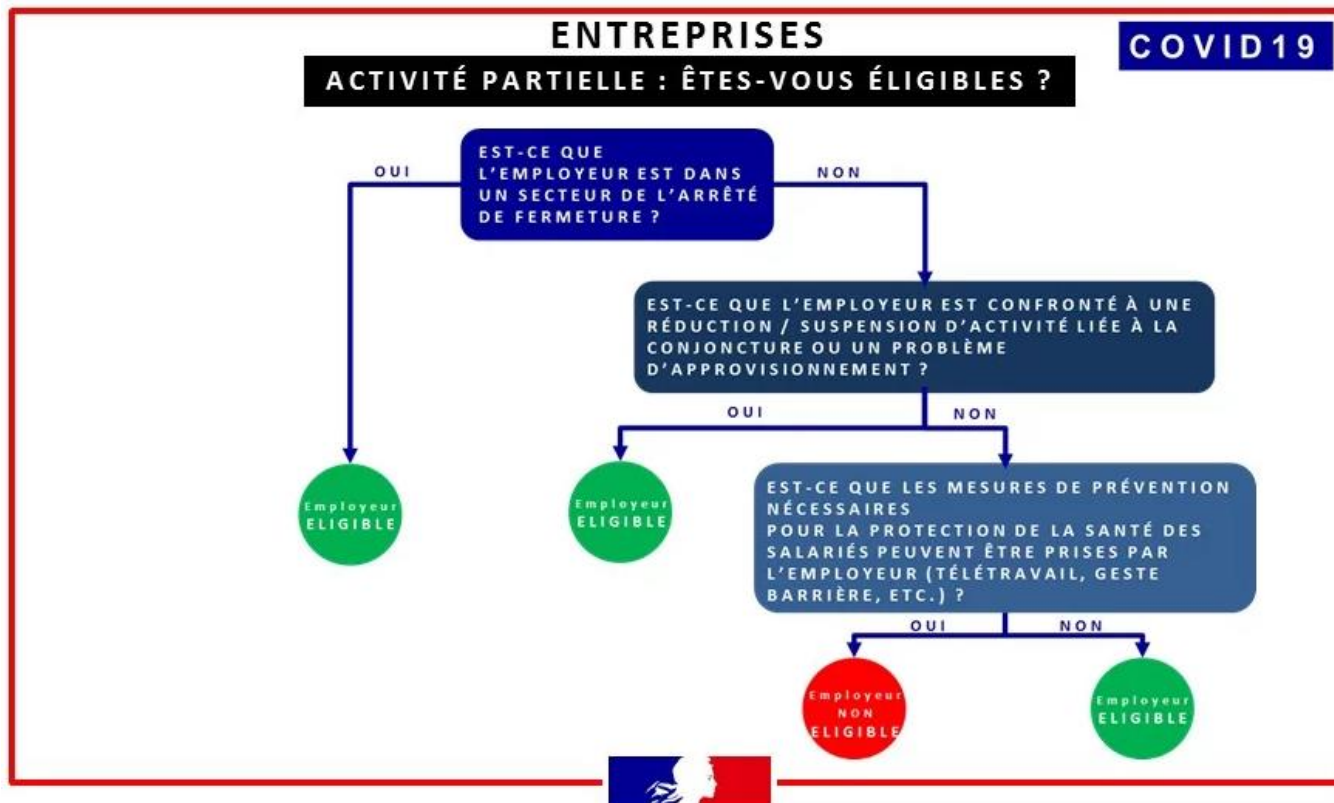 ENTREPRISES
COVID19
ACTIVITÉ PARTIELLE : ÊTES-VOUS ÉLIGIBLES ?
EST-CE QUE
L'EMPLOYEUR EST DANS
UN SECTEUR DE L'ARRÊTÉ
DE FERMETURE ?
OUI
NON
EST-CE QUE L'EMPLOYEUR EST CONFRONTÉ À UNE
RÉDUCTION / SUSPENSION D'ACTIVITÉ LIÉE À LA
CONJONCTURE OU UN PROBLÈME
D'APPROVISIONNEMENT ?
OUI
NON
Employeur
ELIGIBLE
Employeur
ELIGIBLE
EST-CE QUE LES MESURES DE PRÉVENTION
NÉCESSAIRES
POUR LA PROTECTION DE LA SANTÉ DES
SALARIÉS PEUVENT ÊTRE PRISES PAR
L'EMPLOYEUR (TÉLÉTRAVAIL, GESTE
BARRIÈRE, ETC.) ?
OUI
NON
Employeur
NON
ELIGIBLE
Employeur
ELIGIBLE